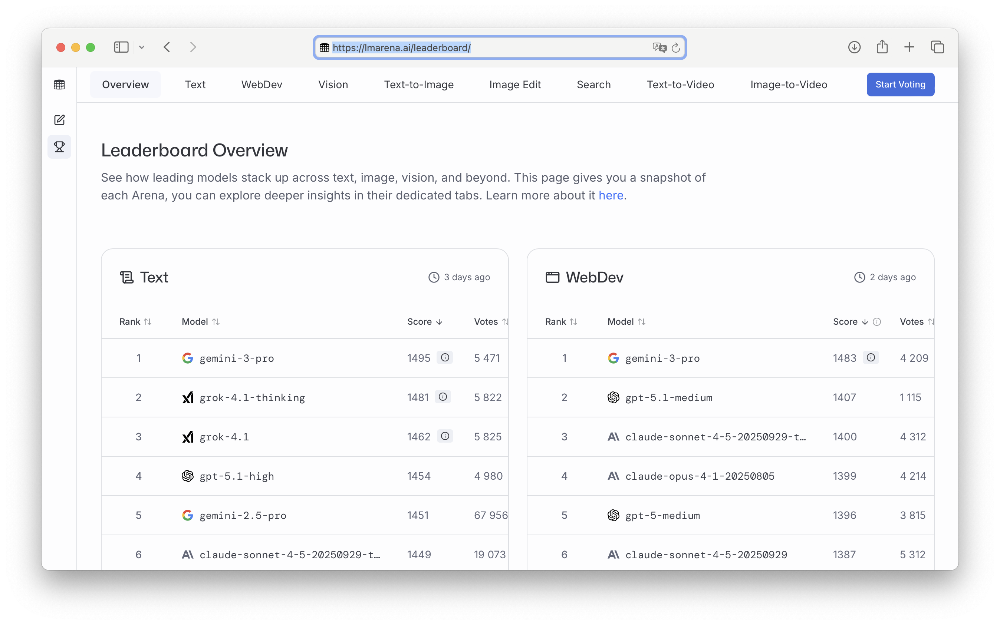 https://lmarena.ai/leaderboard/
Overview Text WebDev Vision Text-to-Image Image Edit Search Text-to-Video Image-to-Video Start Voting
Leaderboard Overview
See how leading models stack up across text, image, vision, and beyond. This page gives you a snapshot of
each Arena, you can explore deeper insights in their dedicated tabs. Learn more about it here.
Text 3 days ago
Rank Model Score Votes
1 gemini-3-pro 1495 5 471
2 grok-4.1-thinking 1481 5 822
3 grok-4.1 1462 5 825
4 gpt-5.1-high 1454 4 980
5 gemini-2.5-pro 1451 67 956
6 claude-sonnet-4-5-20250929-t… 1449 19 073
WebDev 2 days ago
Rank Model Score Votes
1 gemini-3-pro 1483 4 209
2 gpt-5.1-medium 1407 1 115
3 claude-sonnet-4-5-20250929-t… 1400 4 312
4 claude-opus-4-1-20250805 1399 4 214
5 gpt-5-medium 1396 3 815
6 claude-sonnet-4-5-20250929 1387 5 312